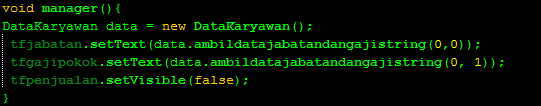 void manager(){
DataKaryawan data = new DataKaryawan();
tfjabatan.setText(data.ambildatajabatandangajistring(0,0));
tfgajipokok.setText(data.ambildatajabatandangajistring(0, 1));
tfpenjualan.setVisible(false);
}